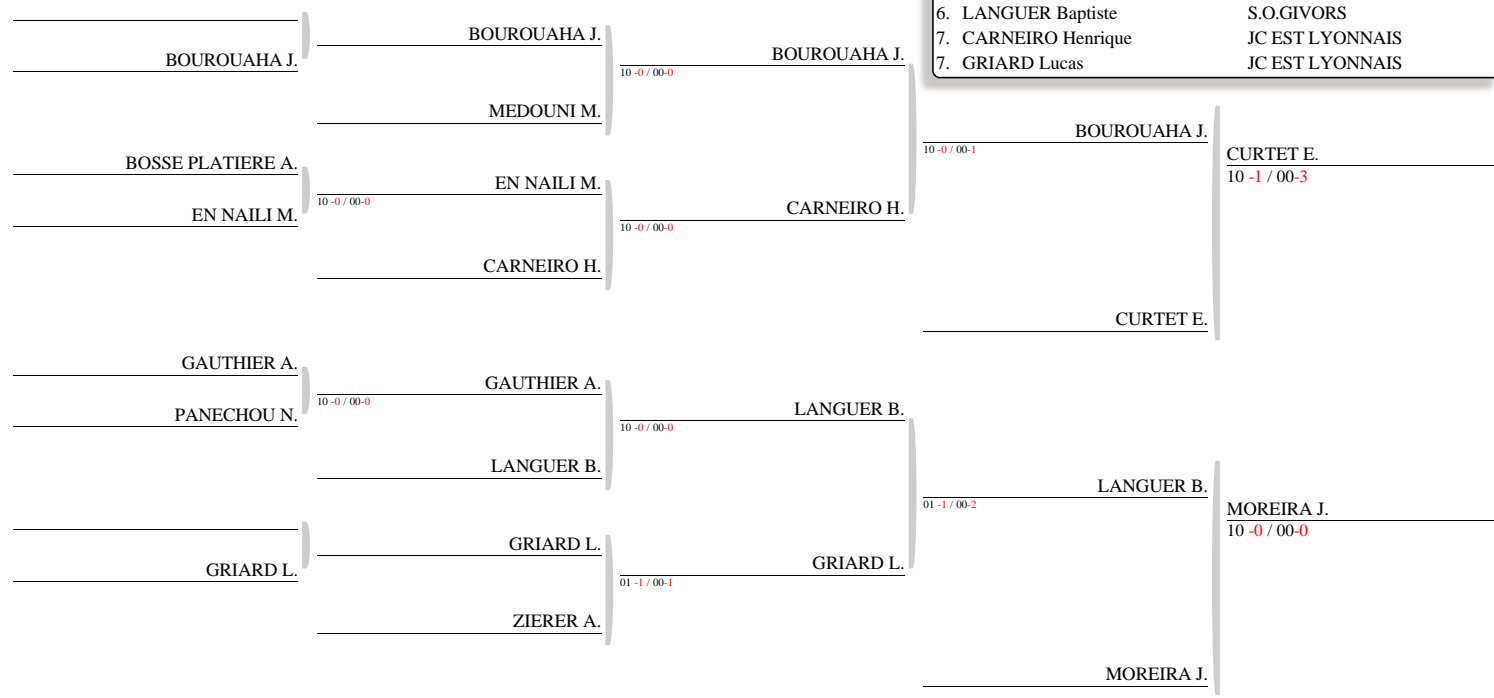 6. LANGUER Baptiste S.O.GIVORS
7. CARNEIRO Henrique JC EST LYONNAIS
7. GRIARD Lucas JC EST LYONNAIS
BOUROUAHA J.
BOSSE PLATIERE A.
EN NAILI M.
GAUTHIER A.
PANECHOU N.
GRIARD L.
BOUROUAHA J.
MEDOUNI M.
EN NAILI M.
10 -0 / 00-0
CARNEIRO H.
GAUTHIER A.
10 -0 / 00-0
LANGUER B.
GRIARD L.
ZIERER A.
BOUROUAHA J.
10 -0 / 00-0
CARNEIRO H.
10 -0 / 00-0
LANGUER B.
10 -0 / 00-0
GRIARD L.
01 -1 / 00-1
BOUROUAHA J.
10 -0 / 00-1
CURTET E.
LANGUER B.
01 -1 / 00-2
MOREIRA J.
CURTET E.
10 -1 / 00-3
MOREIRA J.
10 -0 / 00-0